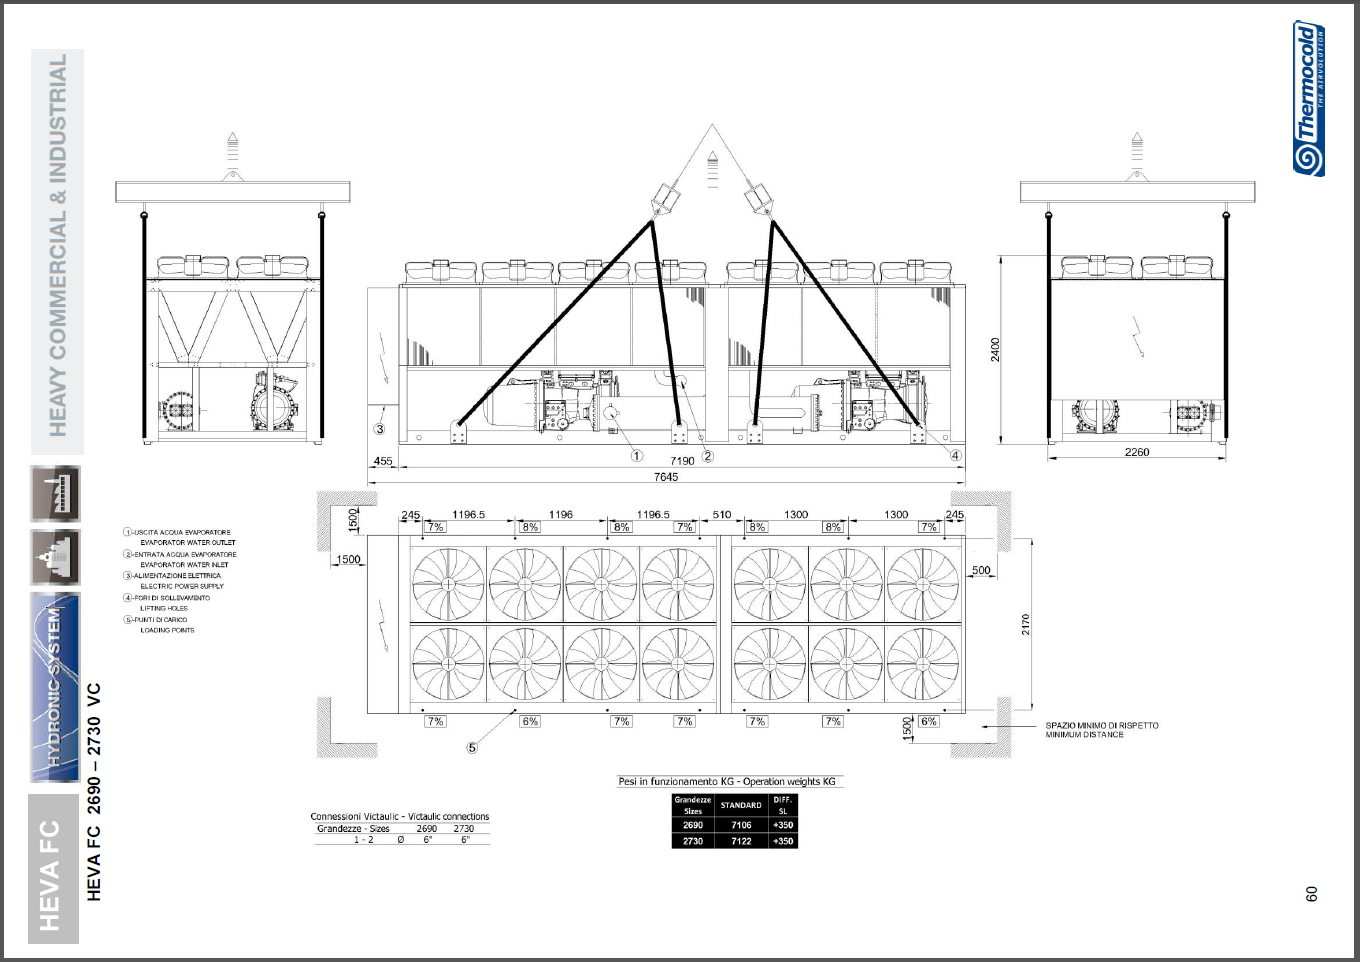 HEAVY COMMERCIAL & INDUSTRIAL
Thermocold
THE AIRVOLUTION
2400
2260
3
1
2
4
455
7190
7645
1500
1500
245
1196.5
1196
1196.5
510
1300
1300
245
7%
8%
8%
7%
8%
8%
7%
500
2170
1-USCITA ACQUA EVAPORATORE
EVAPORATOR WATER OUTLET
2-ENTRATA ACQUA EVAPORATORE
EVAPORATOR WATER INLET
3-ALIMENTAZIONE ELETTRICA
ELECTRIC POWER SUPPLY
4-FORI DI SOLLEVAMENTO
LIFTING HOLES
5-PUNTI DI CARICO
LOADING POINTS
7%
6%
7%
7%
7%
7%
6%
5
1500
SPAZIO MINIMO DI RISPETTO
MINIMUM DISTANCE
HYDRONIC SYSTEM
HEVA FC 2690 – 2730 VC
HEVA FC
Pesi in funzionamento KG - Operation weights KG
Grandezze Sizes STANDARD DIFF. SL
2690 7106 +350
2730 7122 +350
Connessioni Victaulic - Victaulic connections
Grandezze - Sizes 2690 2730
1 - 2 Ø 6" 6"
60